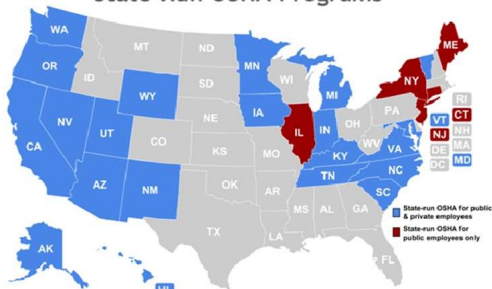 State-Run OSHA Programs
WA
MT
ND
MN
ME
OR
ID
SD
WI
MI
NY
WY
IA
NE
PA
RI
NV
UT
IL
IN
OH
VT
CT
CA
CO
KS
MO
KY
WV
VA
NJ
NH
DE
MA
DC
MD
AZ
NM
OK
AR
TN
NC
SC
MS
AL
GA
TX
LA
FL
AK
State-run OSHA for public
& private employees
State-run OSHA for
public employees only